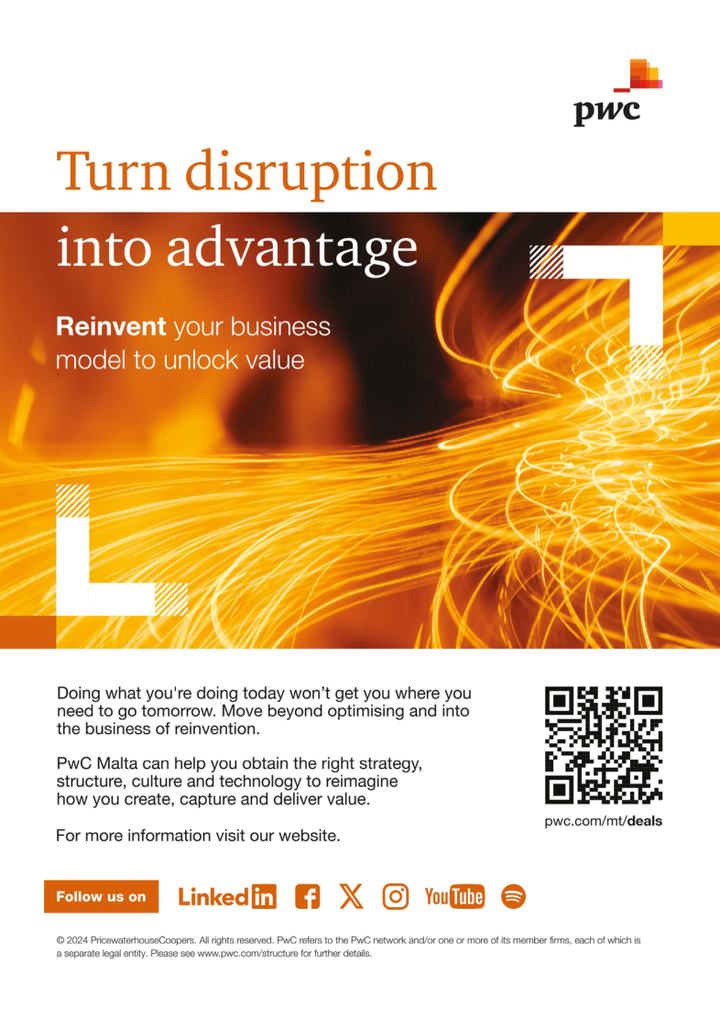 pwc
Turn disruption
into advantage
Reinvent your business
model to unlock value
Doing what you're doing today won’t get you where you
need to go tomorrow. Move beyond optimising and into
the business of reinvention.
PwC Malta can help you obtain the right strategy,
structure, culture and technology to reimagine
how you create, capture and deliver value.
For more information visit our website.
pwc.com/mt/deals
Follow us on
Linked in
YouTube
© 2024 PricewaterhouseCoopers. All rights reserved. PwC refers to the PwC network and/or one or more of its member firms, each of which is
a separate legal entity. Please see www.pwc.com/structure for further details.